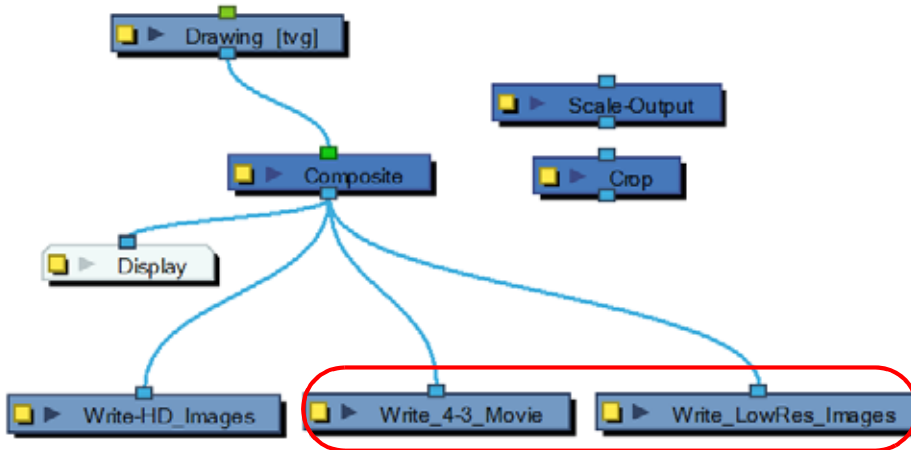 Drawing [tvg]
Scale-Output
Composite
Crop
Display
Write-HD_Images
Write_4-3_Movie
Write_LowRes_Images